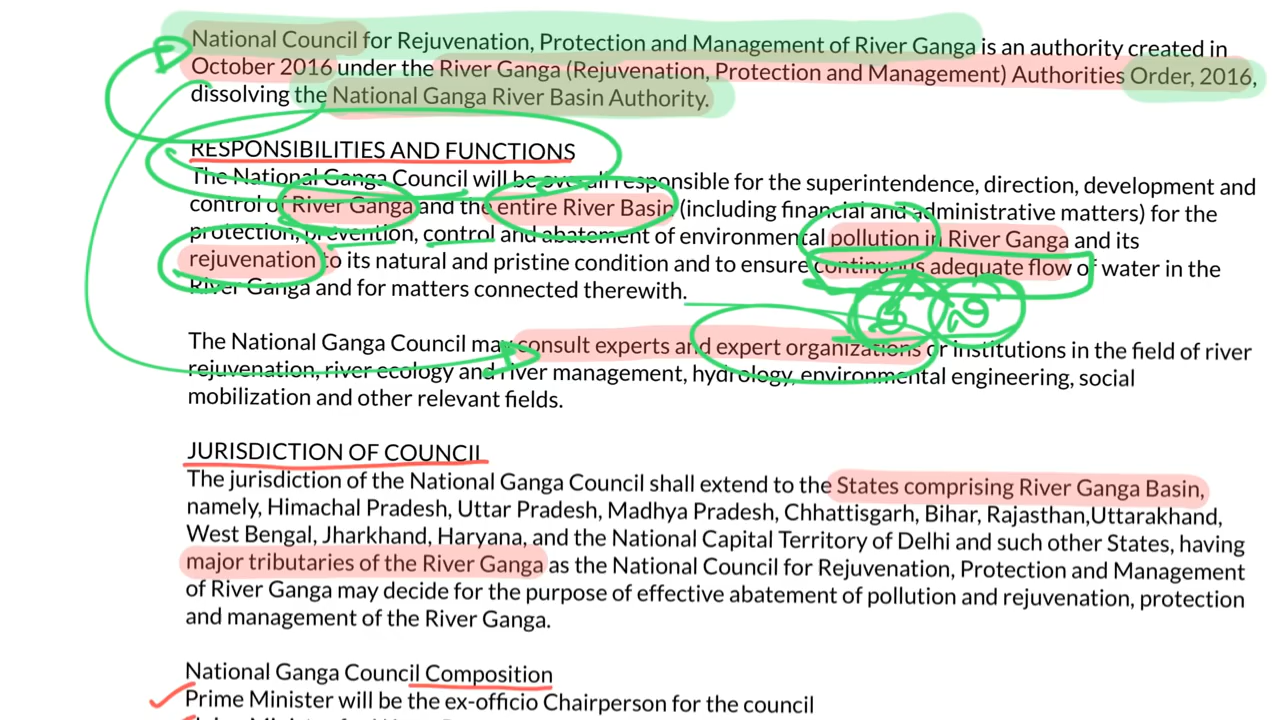 National Council for Rejuvenation, Protection and Management of River Ganga is an authority created in
October 2016 under the River Ganga (Rejuvenation, Protection and Management) Authorities Order, 2016,
dissolving the National Ganga River Basin Authority.
RESPONSIBILITIES AND FUNCTIONS
The National Ganga Council will be overall responsible for the superintendence, direction, development and
control of River Ganga and the entire River Basin (including financial and administrative matters) for the
protection, prevention, control and abatement of environmental pollution in River Ganga and its
rejuvenation to its natural and pristine condition and to ensure continuous adequate flow of water in the
River Ganga and for matters connected therewith.
The National Ganga Council may consult experts and expert organizations or institutions in the field of river
rejuvenation, river ecology and river management, hydrology, environmental engineering, social
mobilization and other relevant fields.
JURISDICTION OF COUNCIL
The jurisdiction of the National Ganga Council shall extend to the States comprising River Ganga Basin,
namely, Himachal Pradesh, Uttar Pradesh, Madhya Pradesh, Chhattisgarh, Bihar, Rajasthan,Uttarakhand,
West Bengal, Jharkhand, Haryana, and the National Capital Territory of Delhi and such other States, having
major tributaries of the River Ganga as the National Council for Rejuvenation, Protection and Management
of River Ganga may decide for the purpose of effective abatement of pollution and rejuvenation, protection
and management of the River Ganga.
National Ganga Council Composition
Prime Minister will be the ex-officio Chairperson for the council